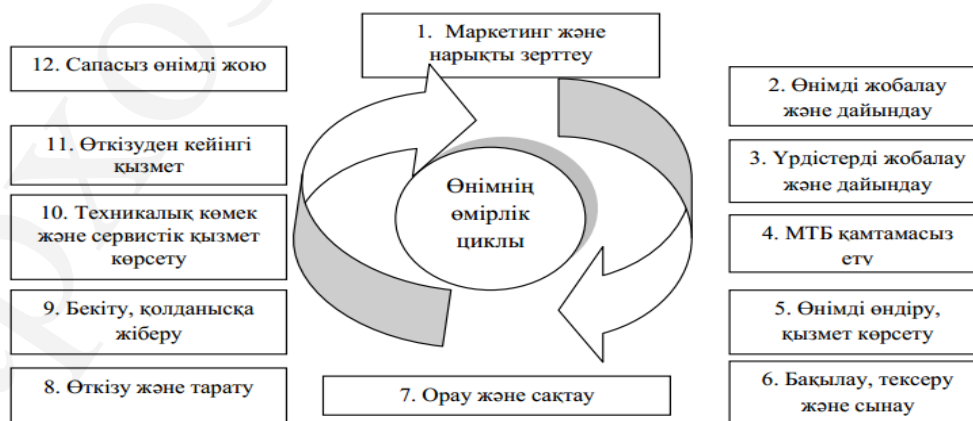 1. Маркетинг және
нарықты зерттеу
2. Өнімді жобалау
және дайындау
3. Үрдістерді жобалау
және дайындау
4. МТБ қамтамасыз
ету
5. Өнімді өндіру,
қызмет көрсету
6. Бақылау, тексеру
және сынау
7. Орау және сақтау
8. Өткізу және тарату
9. Бекіту, қолданысқа
жіберу
10. Техникалық көмек
және сервистік қызмет
көрсету
11. Өткізуден кейінгі
қызмет
12. Сапасыз өнімді жою
Өнімнің
өмірлік
циклы